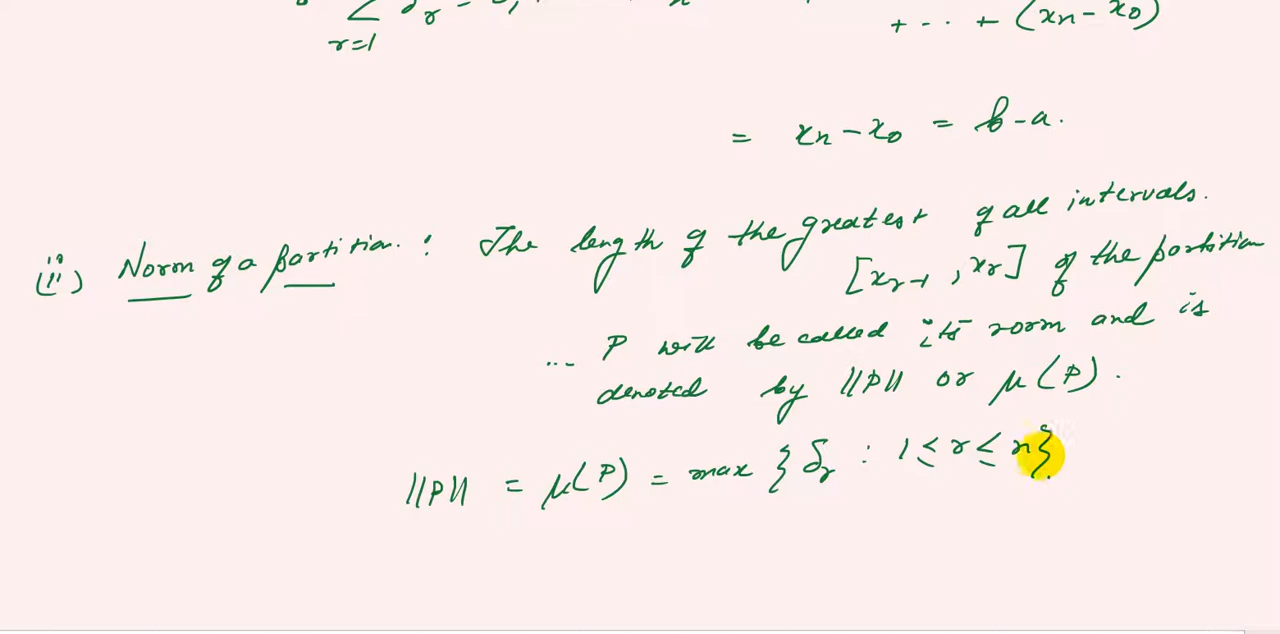 r=1
+ ... + (xn - x0)
= xn - x0 = b-a.
(ii) Norm of a partition : The length of the greatest of all intervals.
[xr-1 , xr] of the partition
... P will be called its norm and is
denoted by ||P|| or μ(P).
||P|| = μ(P) = max { δr : 1 ≤ r ≤ n}